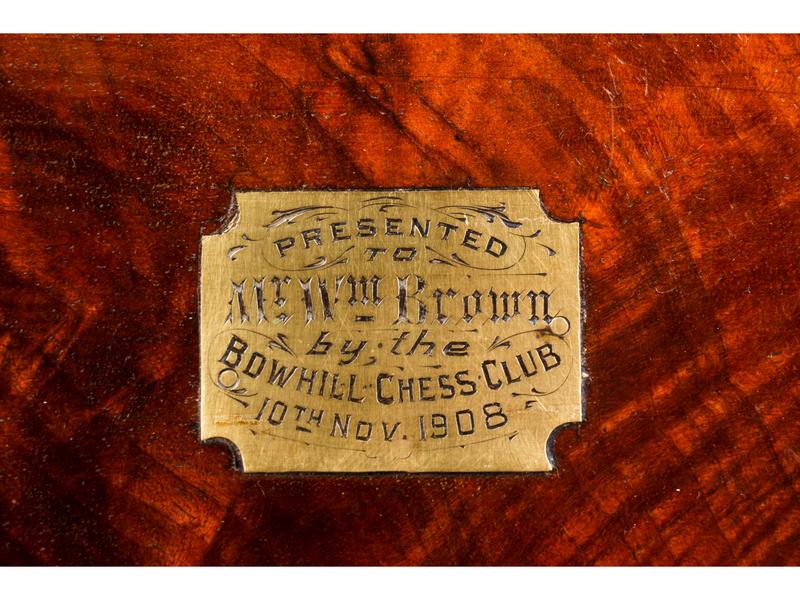 PRESENTED
TO
Mr. Wm Brown
by the
BOWHILL · CHESS · CLUB
10TH NOV. 1908